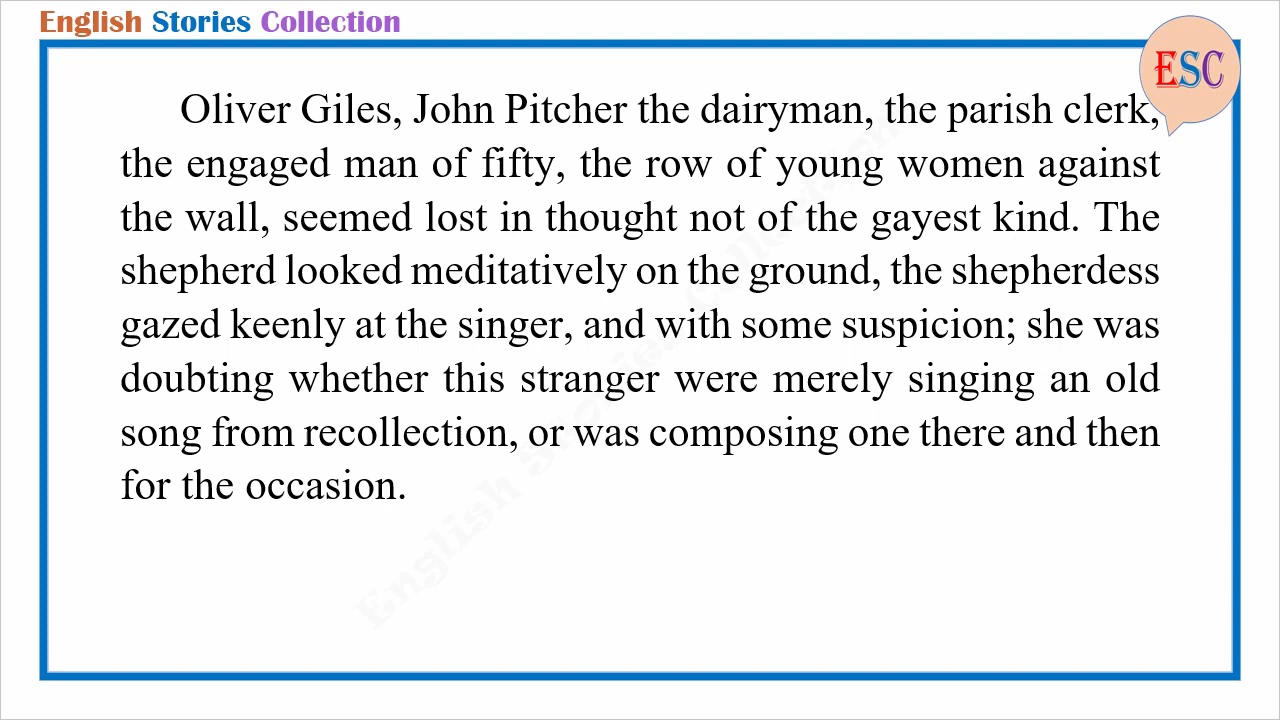 English Stories Collection
ESC
Oliver Giles, John Pitcher the dairyman, the parish clerk,
the engaged man of fifty, the row of young women against
the wall, seemed lost in thought not of the gayest kind. The
shepherd looked meditatively on the ground, the shepherdess
gazed keenly at the singer, and with some suspicion; she was
doubting whether this stranger were merely singing an old
song from recollection, or was composing one there and then
for the occasion.
English Stories Collection